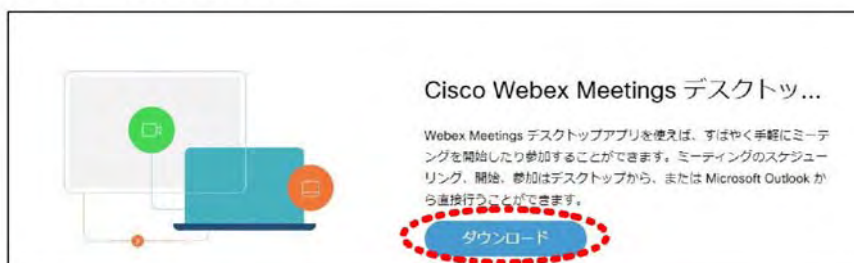 Cisco Webex Meetings デスクトッ...
Webex Meetings デスクトップアプリを使えば、すばやく手軽にミーテ
ィングを開始したり参加することができます。ミーティングのスケジュー
リング、開始、参加はデスクトップから、または Microsoft Outlook か
ら直接行うことができます。
ダウンロード